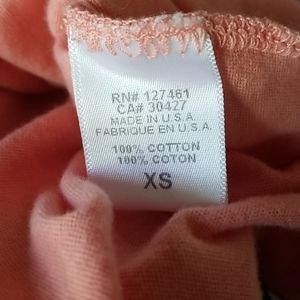 RN# 127461
CA# 30427
MADE IN U.S.A.
FABRIQUE EN U.S.A.
100% COTTON
100% COTON
XS